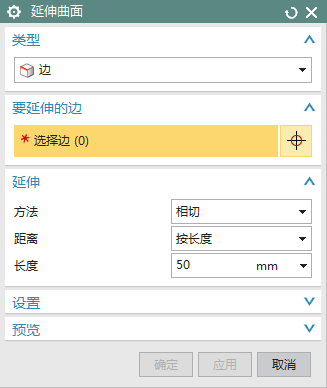 延伸曲面
类型
边
要延伸的边
* 选择边 (0)
延伸
方法 相切
距离 按长度
长度 50 mm
设置
预览
确定 应用 取消